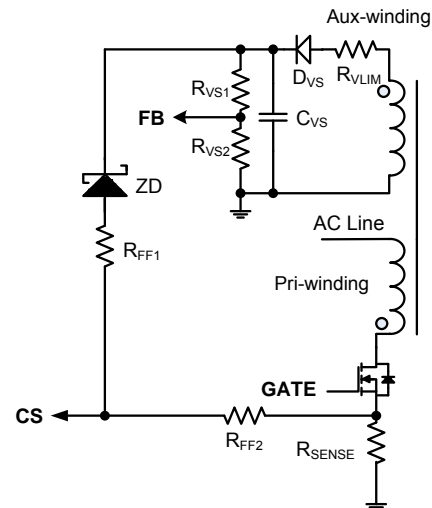 Aux-winding
RVS1
DVS
RVLIM
FB
CVS
RVS2
ZD
AC Line
RFF1
Pri-winding
GATE
CS
RFF2
RSENSE